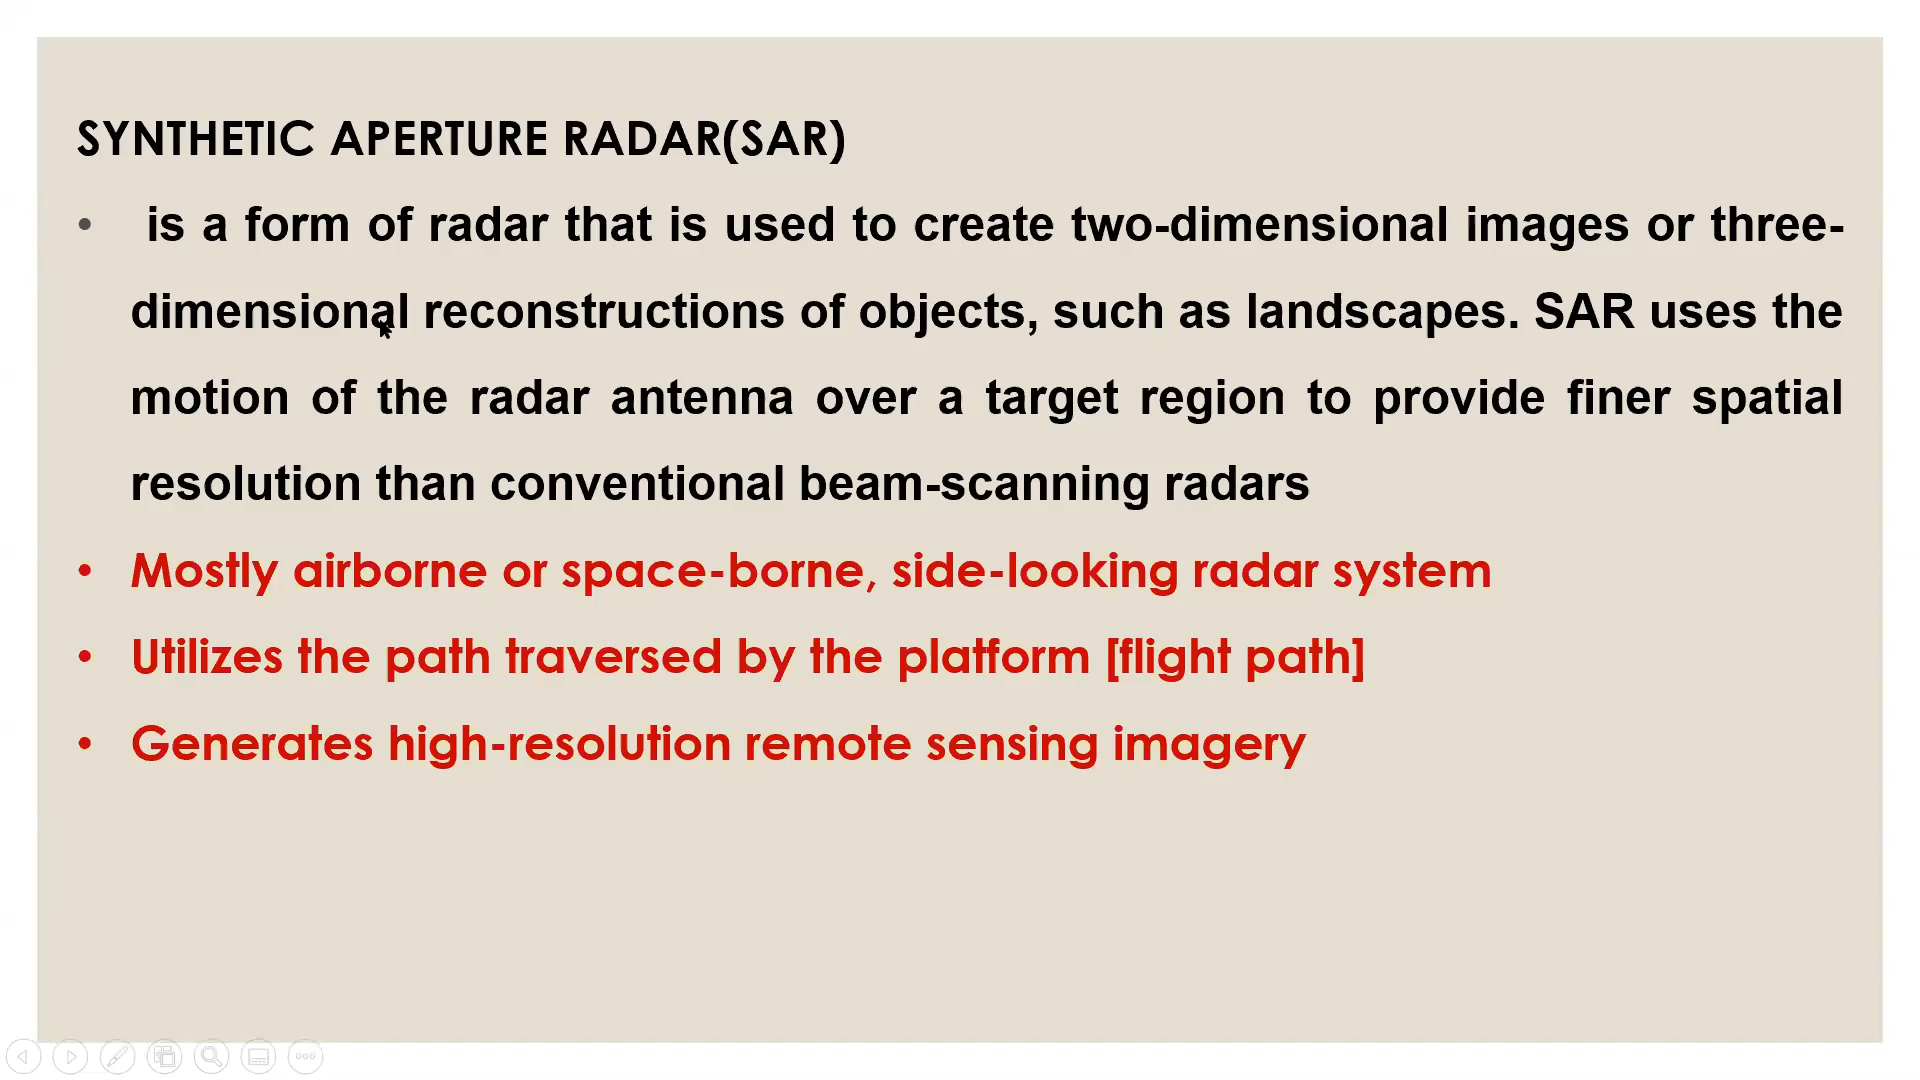 SYNTHETIC APERTURE RADAR(SAR)
• is a form of radar that is used to create two-dimensional images or three-
dimensional reconstructions of objects, such as landscapes. SAR uses the
motion of the radar antenna over a target region to provide finer spatial
resolution than conventional beam-scanning radars
• Mostly airborne or space-borne, side-looking radar system
• Utilizes the path traversed by the platform [flight path]
• Generates high-resolution remote sensing imagery